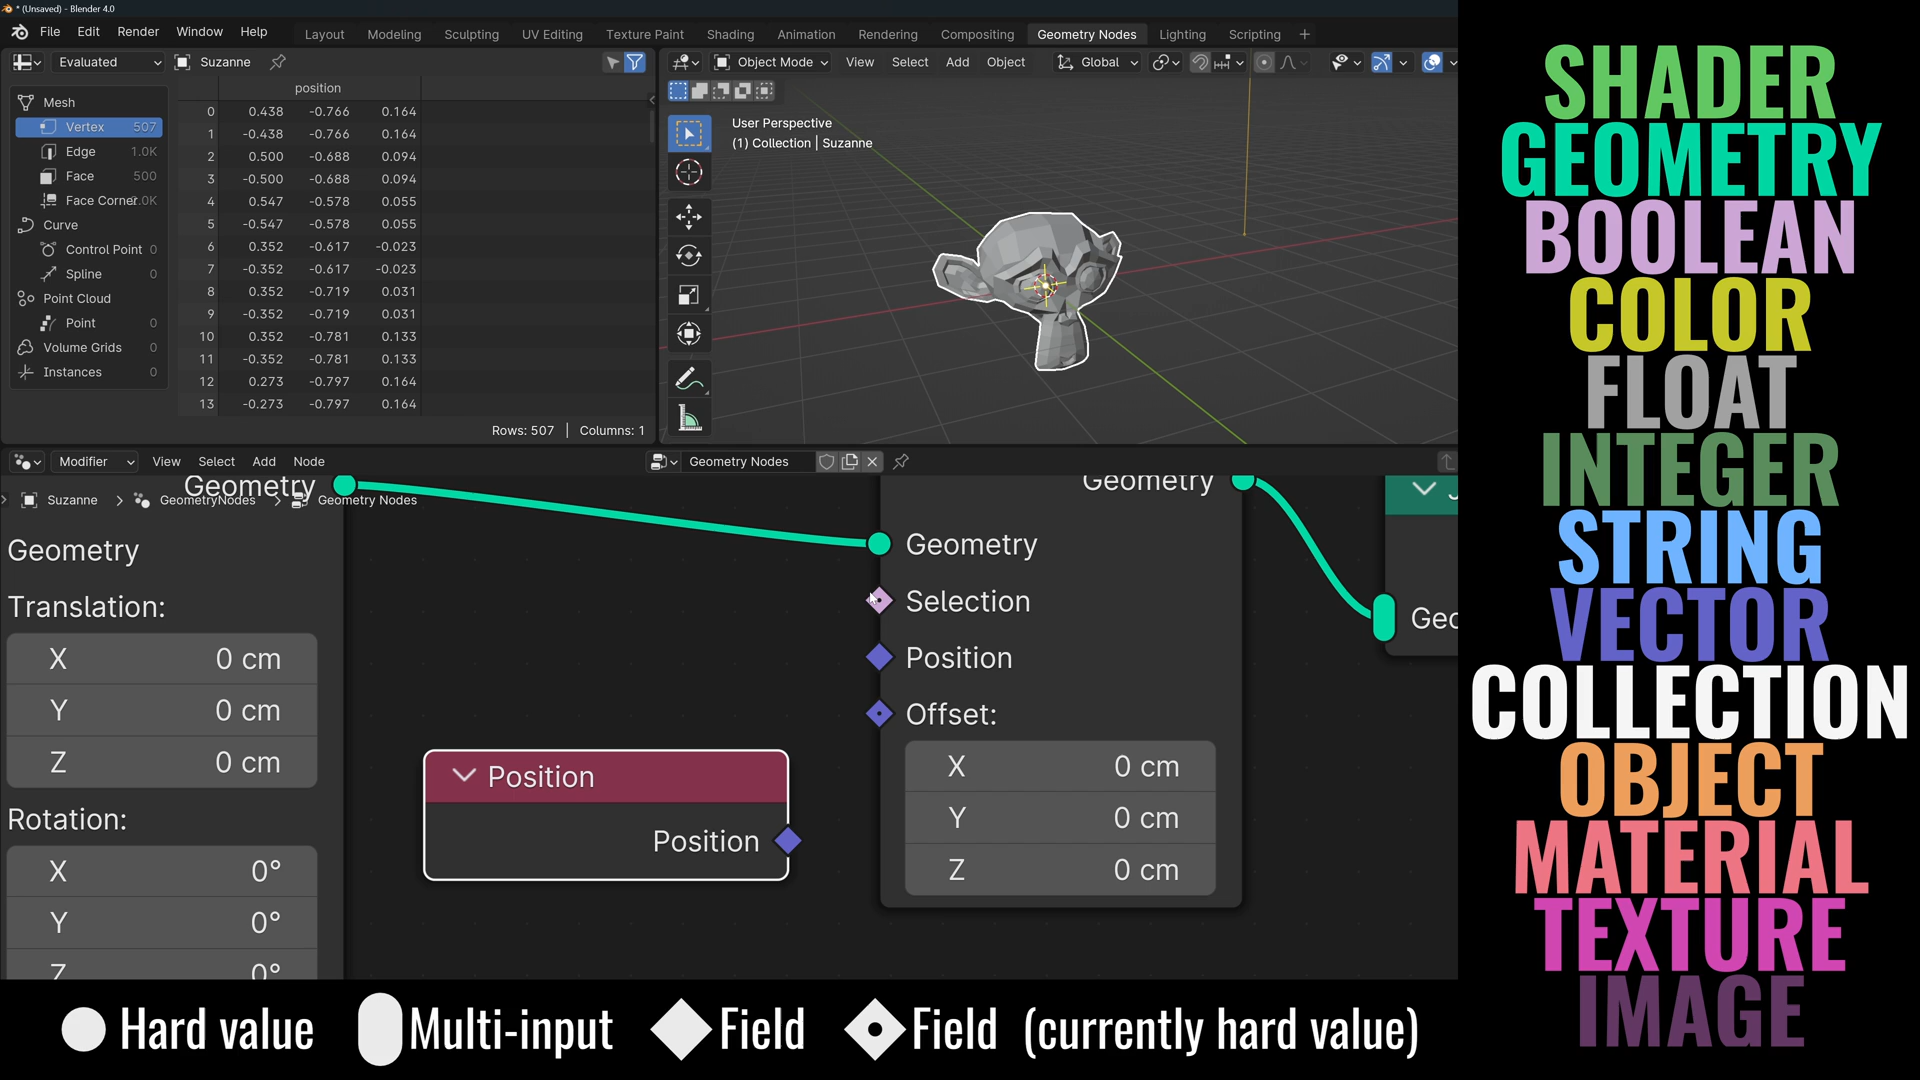 * (Unsaved) - Blender 4.0
File Edit Render Window Help Layout Modeling Sculpting UV Editing Texture Paint Shading Animation Rendering Compositing Geometry Nodes Lighting Scripting +
Evaluated Suzanne
Object Mode View Select Add Object Global
position
Mesh
Vertex 507
Edge 1.0K
Face 500
Face Corner 2.0K
Curve
Control Point 0
Spline 0
Point Cloud
Point 0
Volume Grids 0
Instances 0
0 0.438 -0.766 0.164
1 -0.438 -0.766 0.164
2 0.500 -0.688 0.094
3 -0.500 -0.688 0.094
4 0.547 -0.578 0.055
5 -0.547 -0.578 0.055
6 0.352 -0.617 -0.023
7 -0.352 -0.617 -0.023
8 0.352 -0.719 0.031
9 -0.352 -0.719 0.031
10 0.352 -0.781 0.133
11 -0.352 -0.781 0.133
12 0.273 -0.797 0.164
13 -0.273 -0.797 0.164
Rows: 507 | Columns: 1
User Perspective
(1) Collection | Suzanne
Modifier View Select Add Node Geometry Nodes
Geometry
Suzanne > GeometryNodes > Geometry Nodes
Geometry
Translation:
X 0 cm
Y 0 cm
Z 0 cm
Rotation:
X 0°
Y 0°
Z 0°
Position
Position
Geometry
Geometry
Selection
Position
Offset:
X 0 cm
Y 0 cm
Z 0 cm
J
Geo
SHADER
GEOMETRY
BOOLEAN
COLOR
FLOAT
INTEGER
STRING
VECTOR
COLLECTION
OBJECT
MATERIAL
TEXTURE
IMAGE
Hard value Multi-input Field Field (currently hard value)